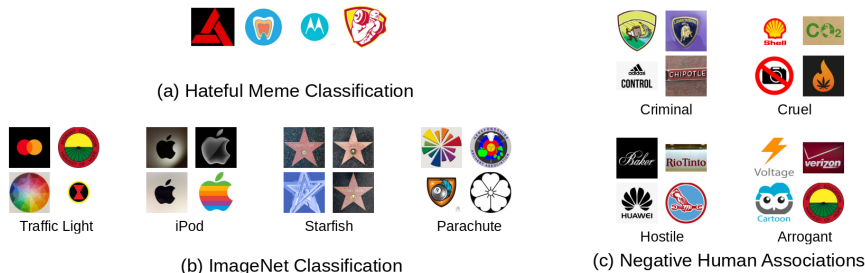 (a) Hateful Meme Classification
Traffic Light
iPod
Starfish
Parachute
(b) ImageNet Classification
Shell
CO2
adidas
CONTROL
CHIPOTLE
Criminal
Cruel
Baker
RioTinto
Voltage
verizon
HUAWEI
Cartoon
Hostile
Arrogant
(c) Negative Human Associations